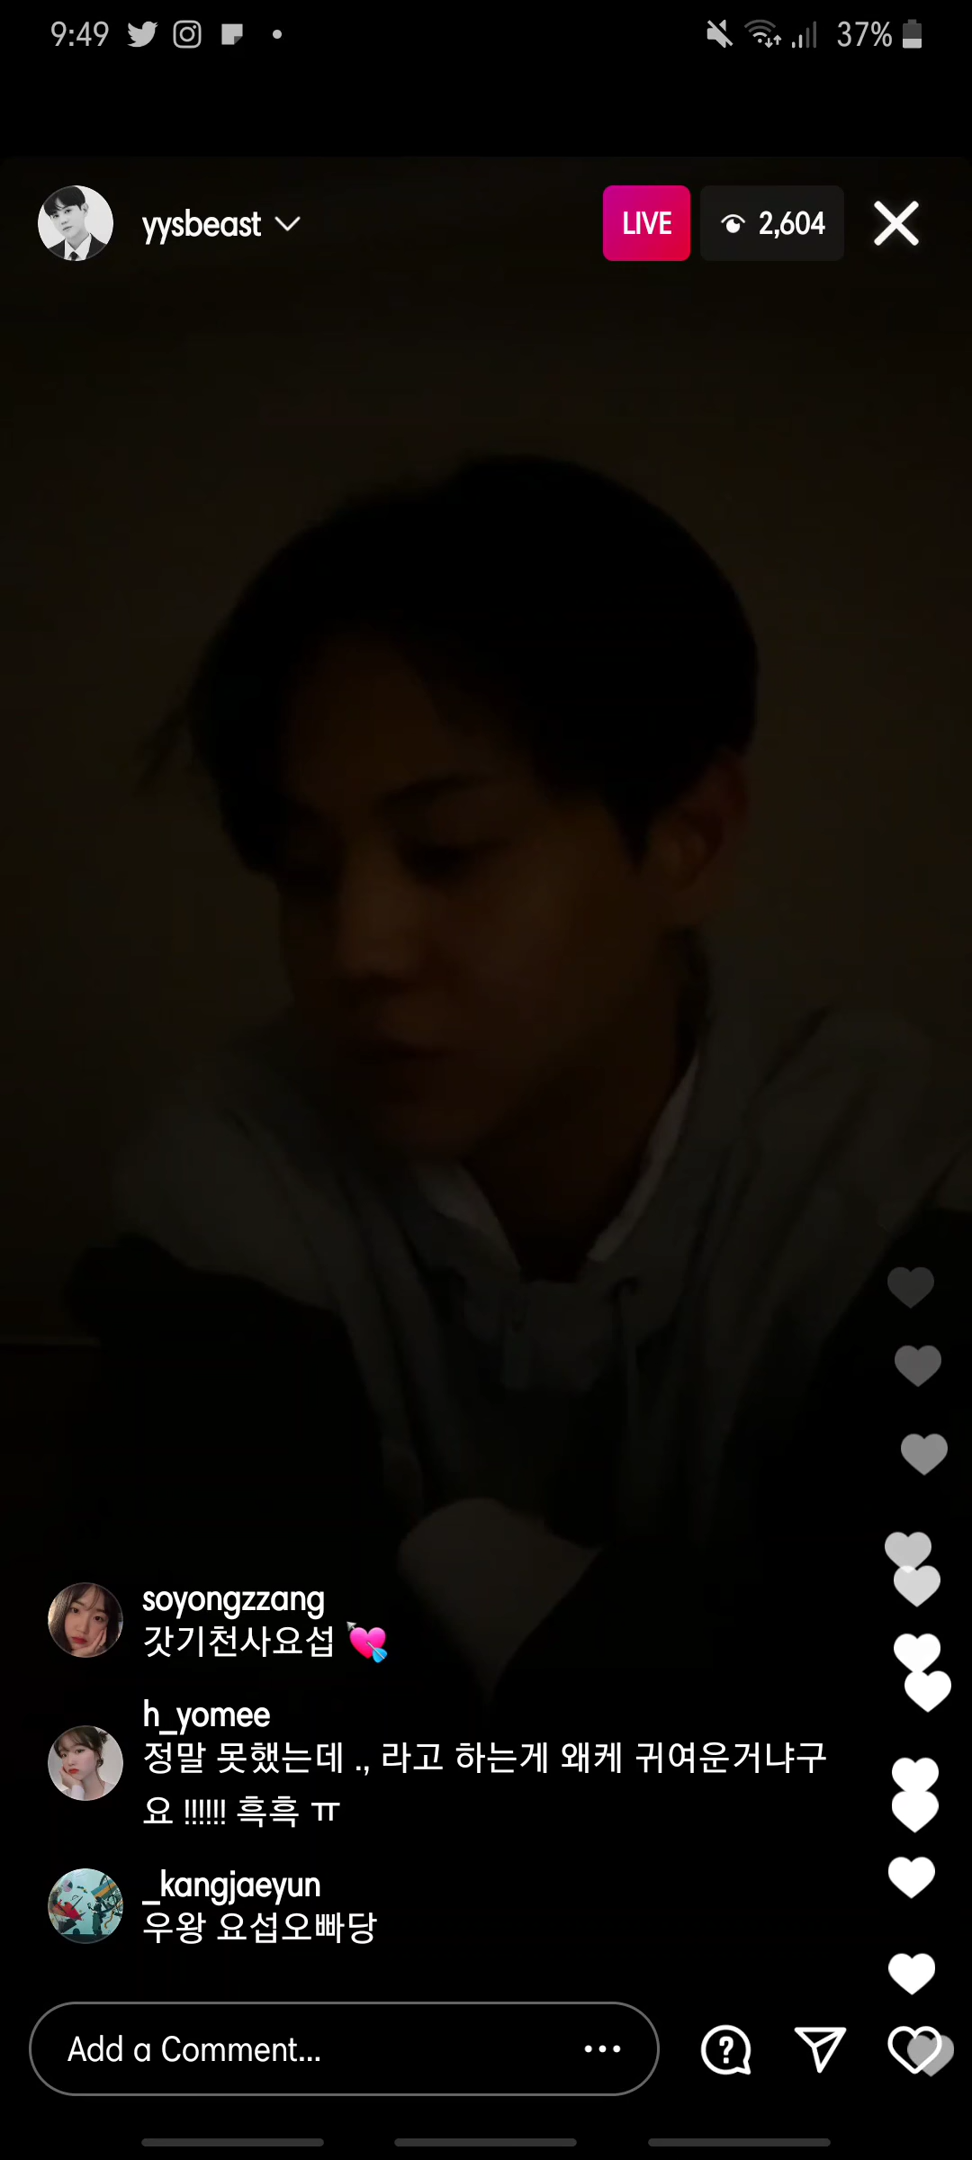 9:49
37%
yysbeast
LIVE
2,604
soyongzzang
갓기천사요섭 💘
h_yomee
정말 못했는데 ., 라고 하는게 왜케 귀여운거냐구
요 !!!!!! 흑흑 ㅠ
_kangjaeyun
우왕 요섭오빠당
Add a Comment...